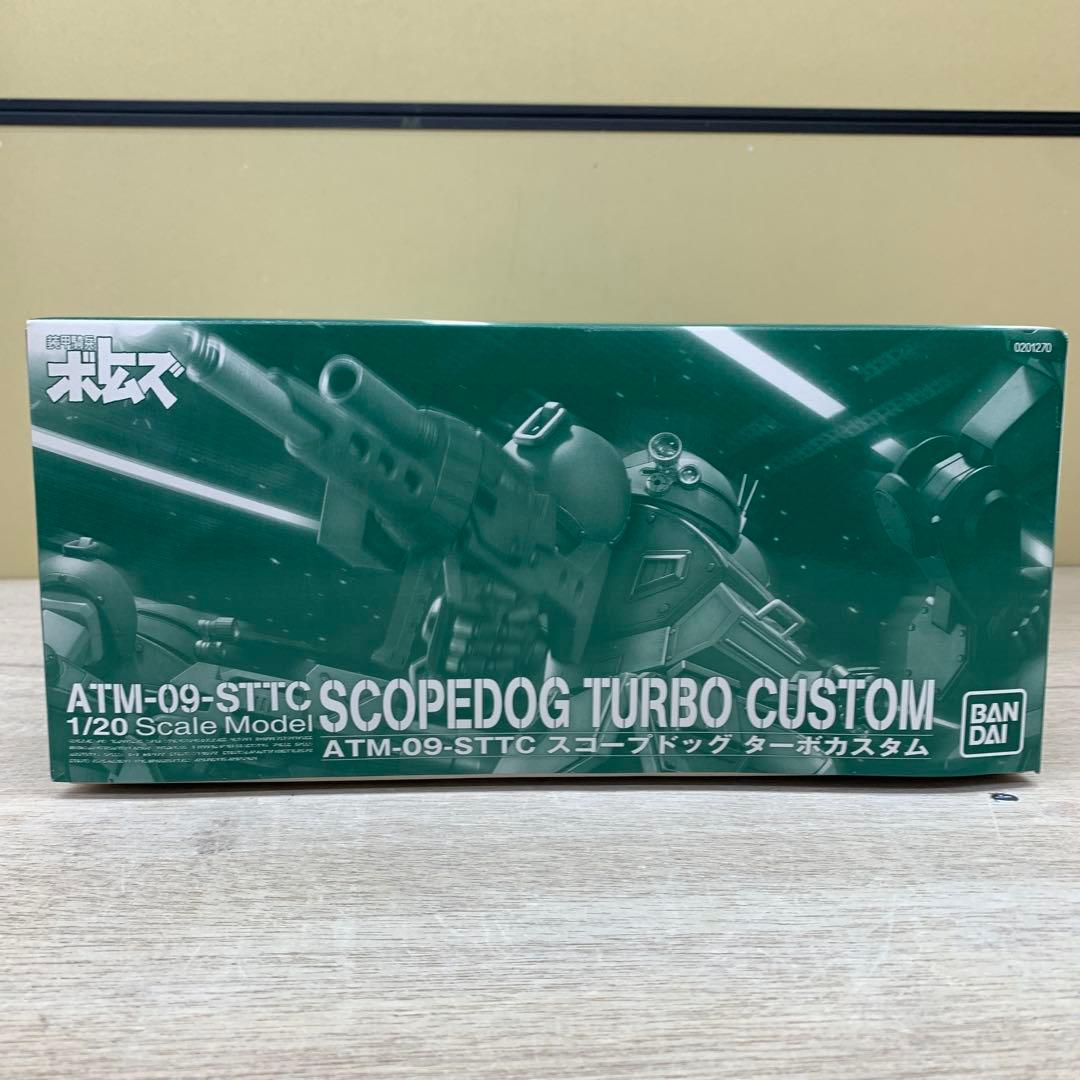 装甲騎兵
ボトムズ
0201270
ATM-09-STTC
1/20 Scale Model
SCOPEDOG TURBO CUSTOM
ATM-09-STTC スコープドッグ ターボカスタム
BAN
DAI